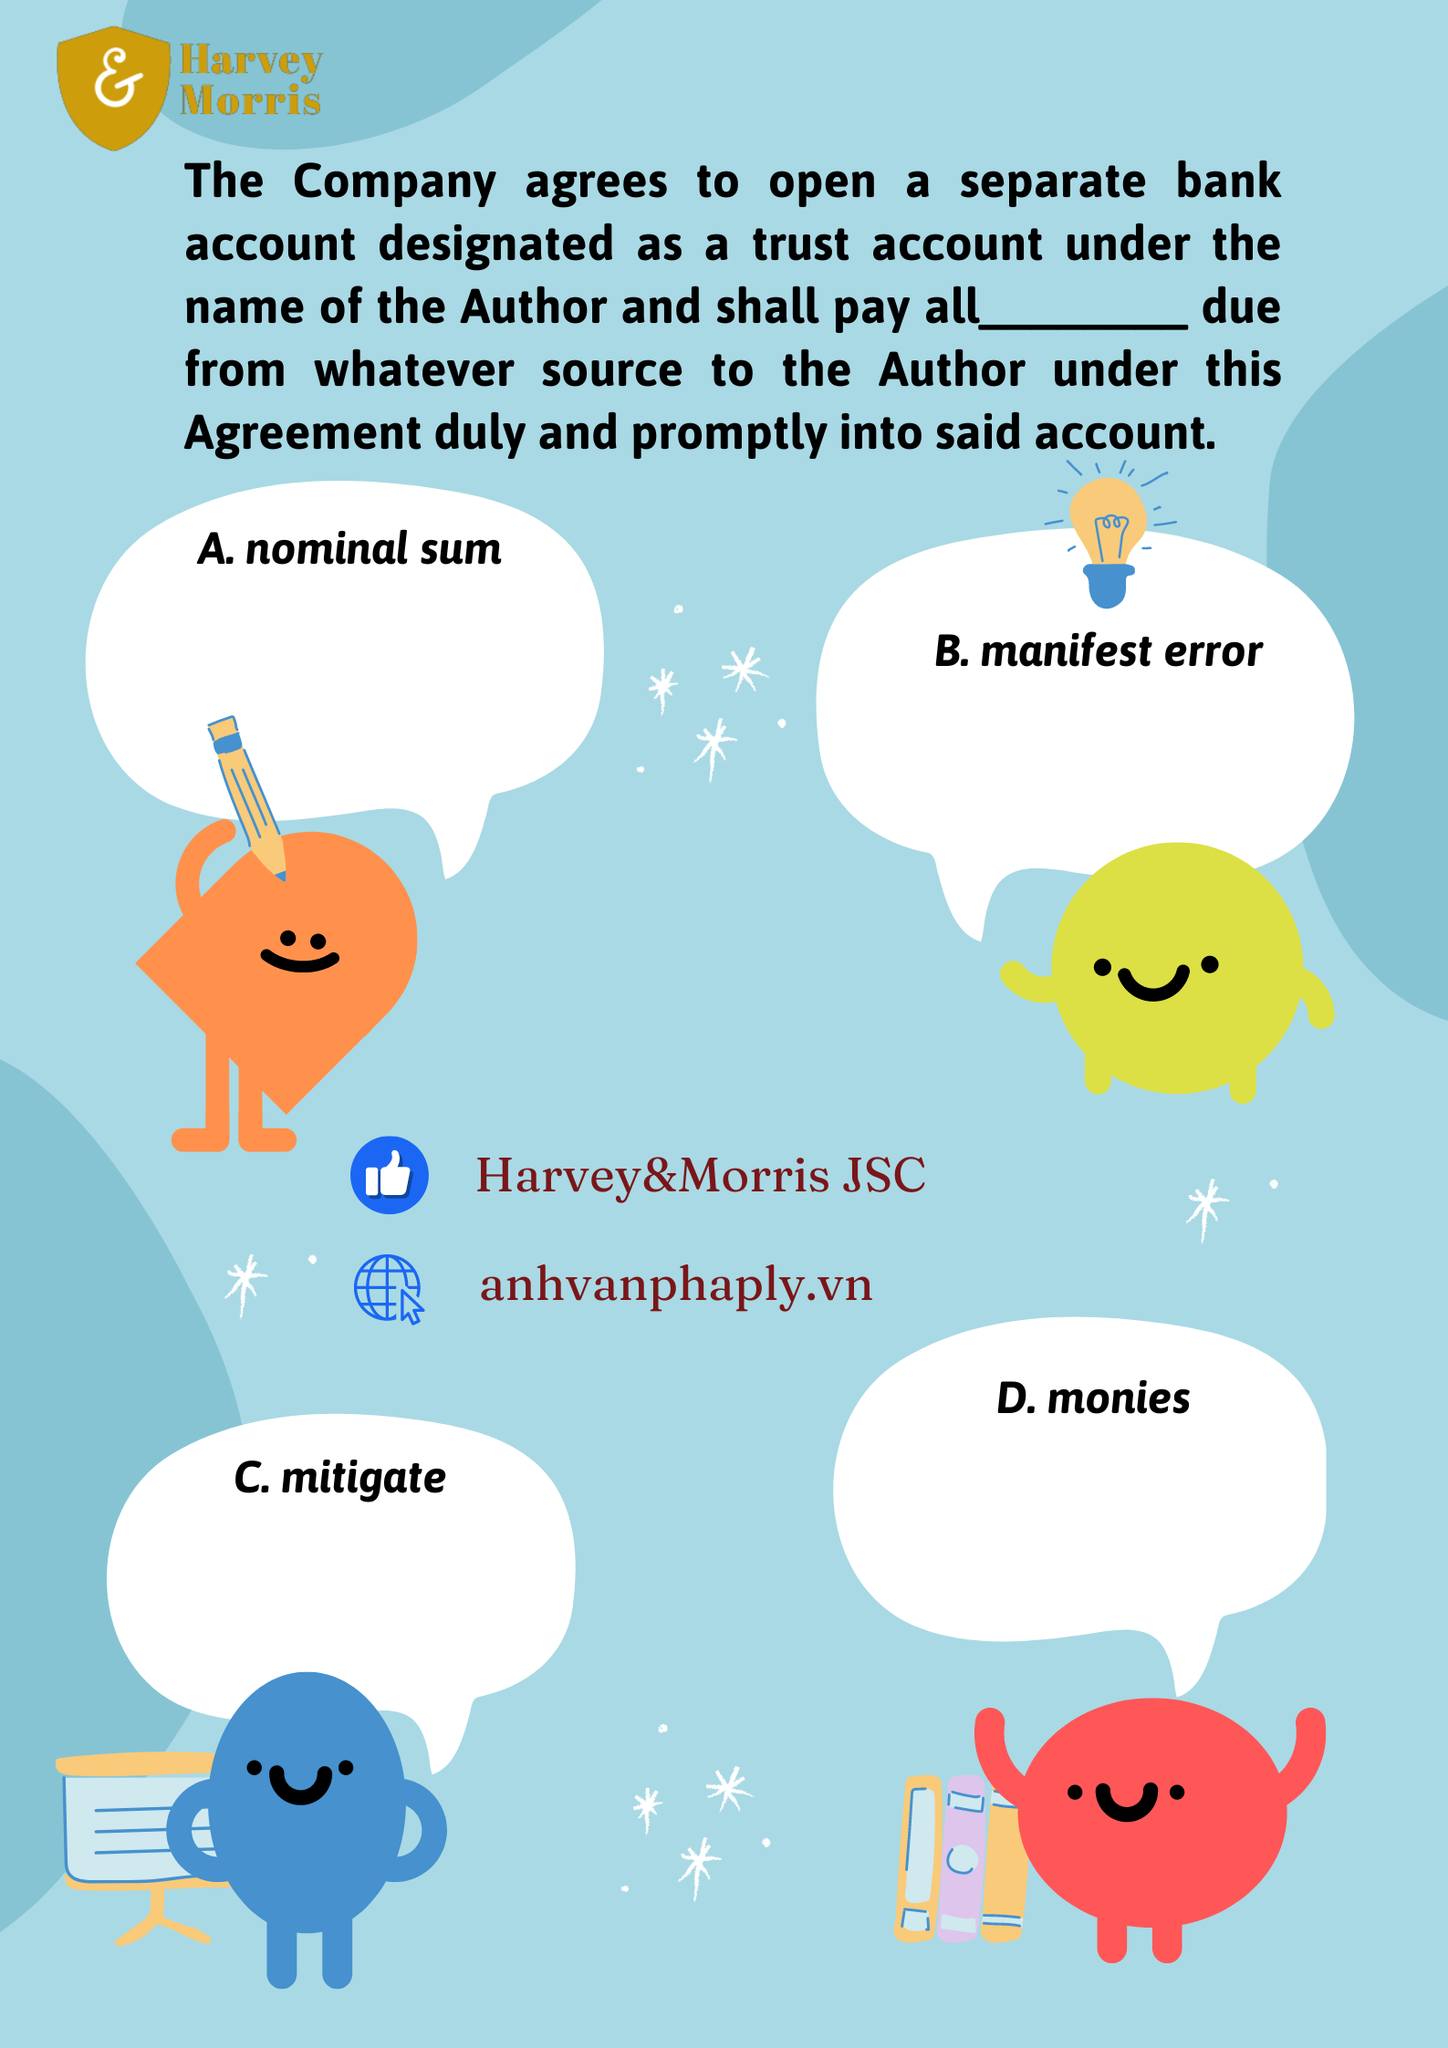 &
Harvey
Morris
The Company agrees to open a separate bank
account designated as a trust account under the
name of the Author and shall pay all_________ due
from whatever source to the Author under this
Agreement duly and promptly into said account.
A. nominal sum
B. manifest error
Harvey&Morris JSC
anhvanphaply.vn
C. mitigate
D. monies